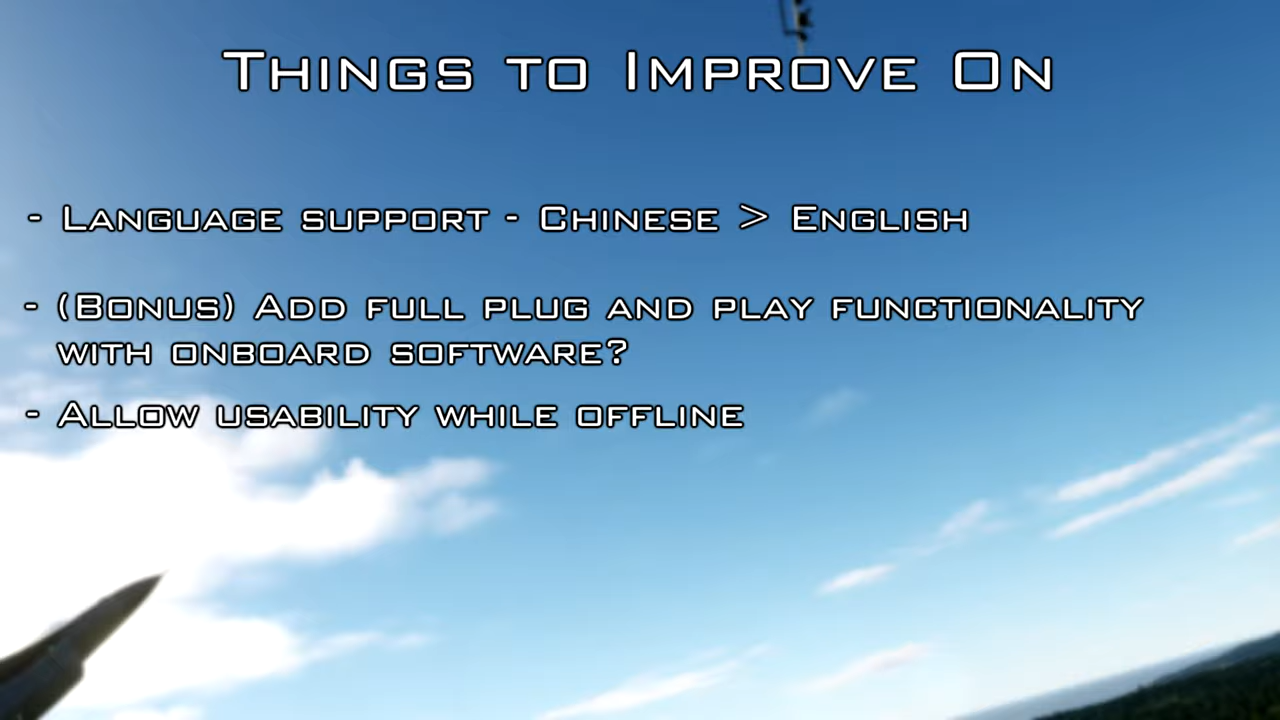 Things to Improve On
- Language support - Chinese > English
- (Bonus) Add full plug and play functionality
with onboard software?
- Allow usability while offline